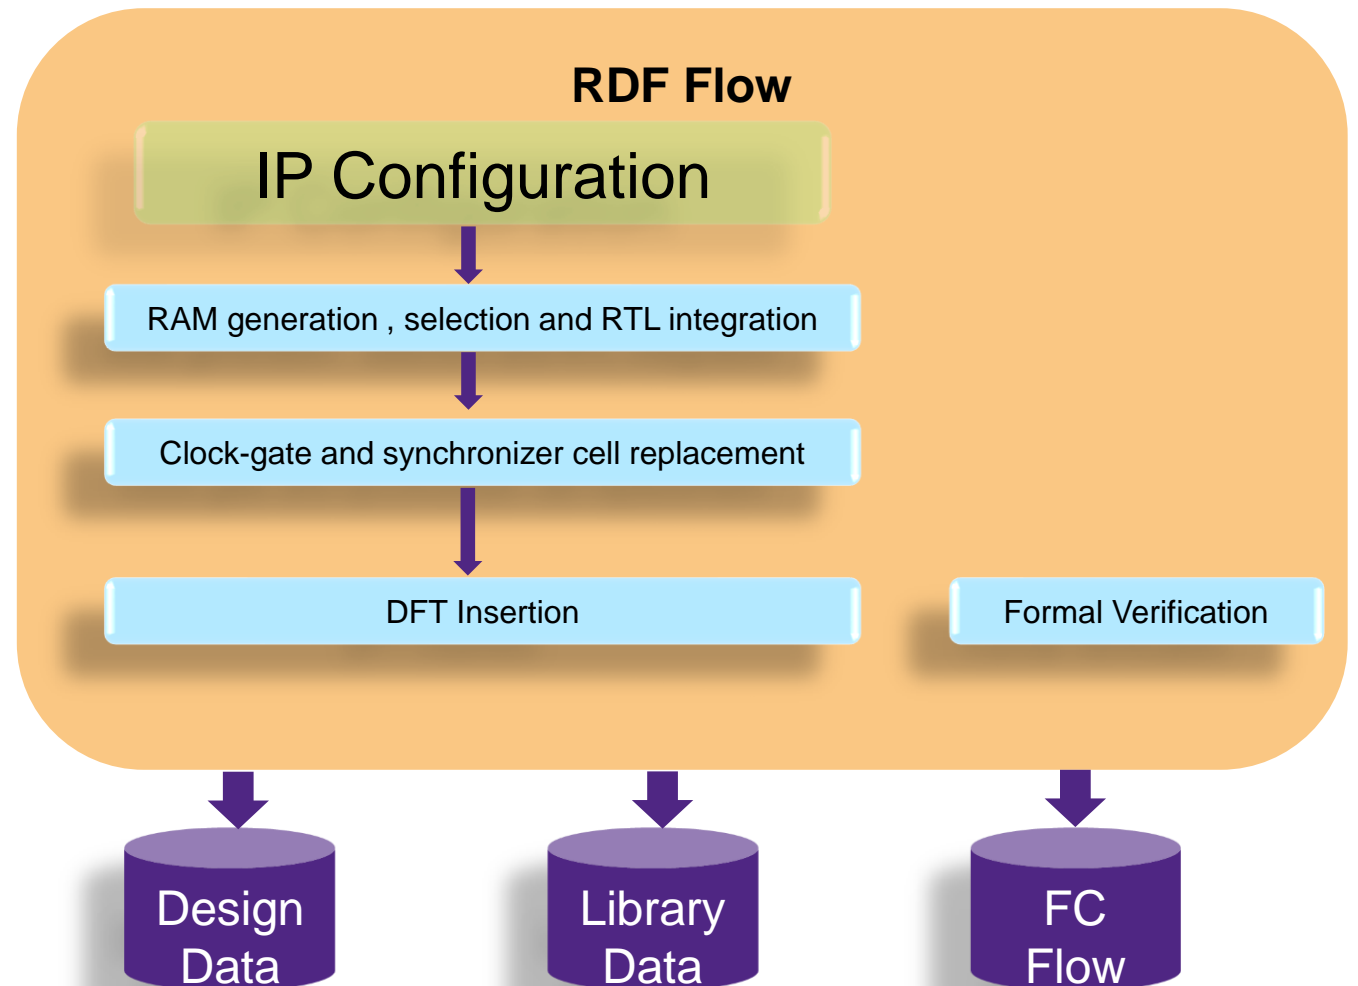 RDF Flow
IP Configuration
RAM generation , selection and RTL integration
Clock-gate and synchronizer cell replacement
DFT Insertion
Formal Verification
Design
Data
Library
Data
FC
Flow